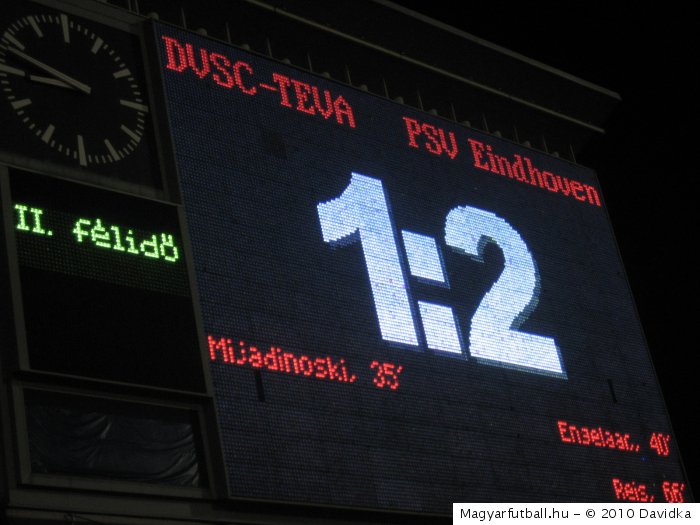 DVSC-TEVA
PSV Eindhoven
II. félidő
1:2
Mijadinoski, 35'
Engelaar, 40'
Reis, 66'
Magyarfutball.hu - © 2010 Davidka